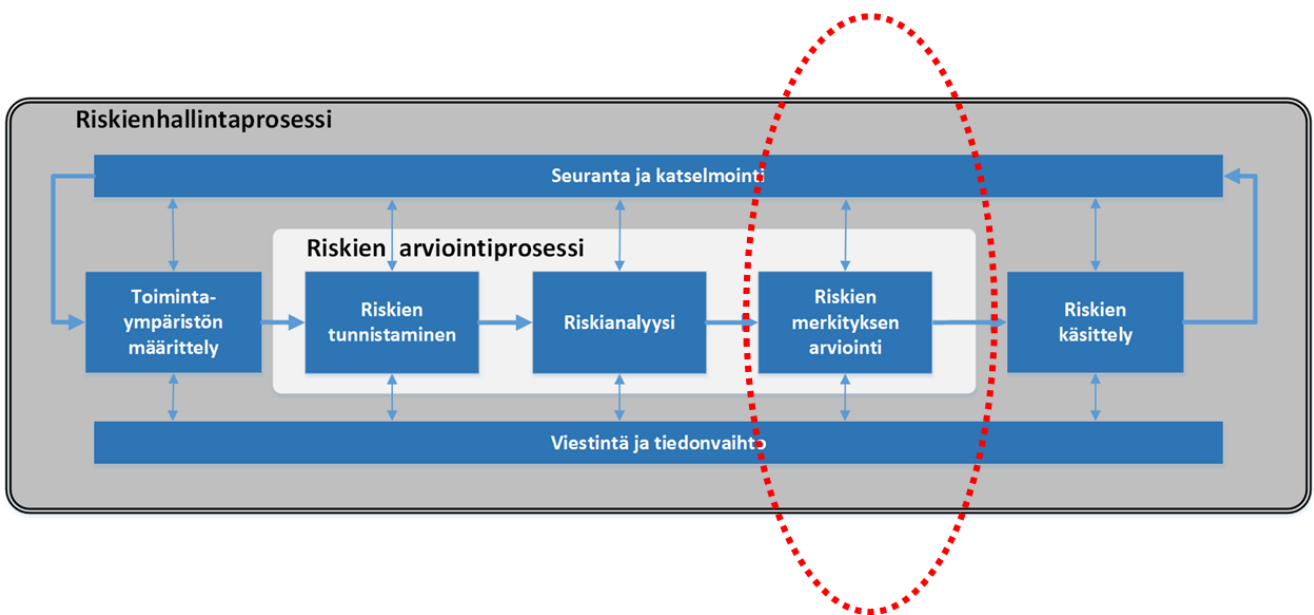 Riskienhallintaprosessi
Seuranta ja katselmointi
Riskien arviointiprosessi
Toiminta-
ympäristön
määrittely
Riskien
tunnistaminen
Riskianalyysi
Riskien
merkityksen
arviointi
Riskien
käsittely
Viestintä ja tiedonvaihto